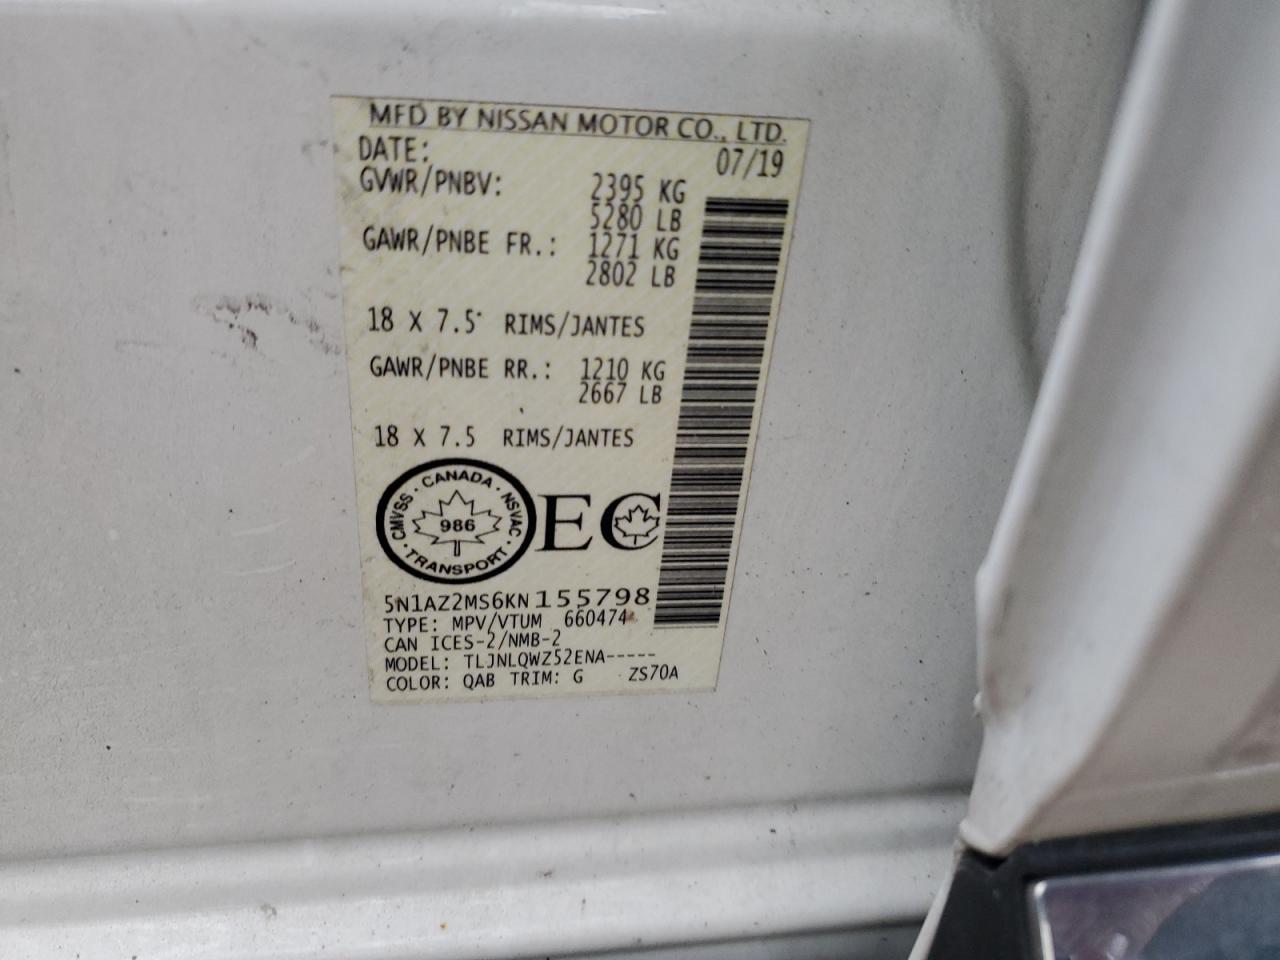 MFD BY NISSAN MOTOR CO., LTD.
DATE: 07/19
GVWR/PNBV: 2395 KG
5280 LB
GAWR/PNBE FR.: 1271 KG
2802 LB
18 X 7.5 RIMS/JANTES
GAWR/PNBE RR.: 1210 KG
2667 LB
18 X 7.5 RIMS/JANTES
CMVSS · CANADA · NSVAC · TRANSPORT ·
986
EC
5N1AZ2MS6KN155798
TYPE: MPV/VTUM 660474
CAN ICES-2/NMB-2
MODEL: TLJNLQWZ52ENA-----
COLOR: QAB TRIM: G ZS70A